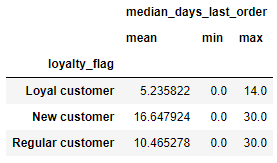 median_days_last_order
mean min max
loyalty_flag
Loyal customer 5.235822 0.0 14.0
New customer 16.647924 0.0 30.0
Regular customer 10.465278 0.0 30.0